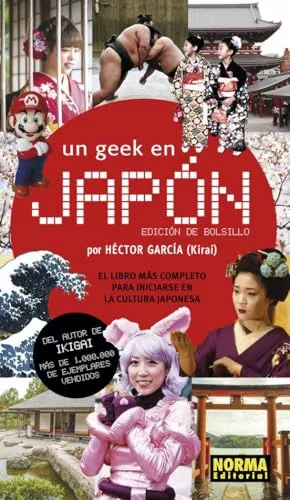 un geek en
JAPÓN
EDICIÓN DE BOLSILLO
por HÉCTOR GARCÍA (Kirai)
EL LIBRO MÁS COMPLETO
PARA INICIARSE EN
LA CULTURA JAPONESA
DEL AUTOR DE
IKIGAI
MÁS DE 1.000.000
DE EJEMPLARES
VENDIDOS
M
NORMA
Editorial